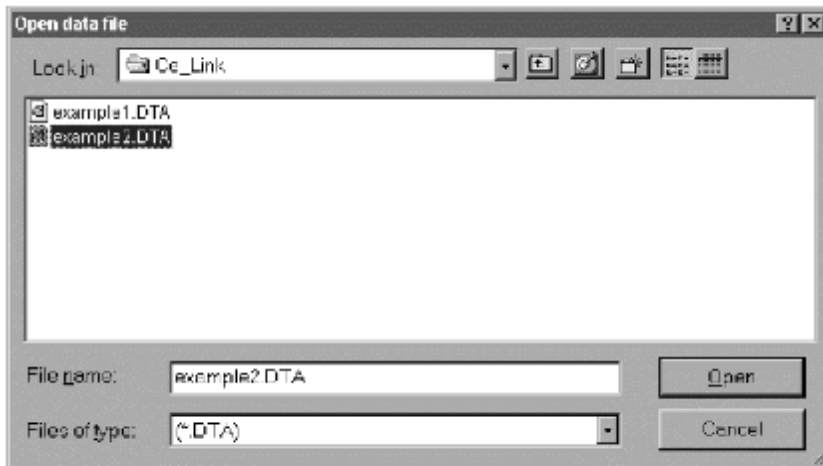 Open data file
Look in:
Ce_Link
example1.DTA
example2.DTA
File name:
example2.DTA
Open
Files of type:
(*.DTA)
Cancel